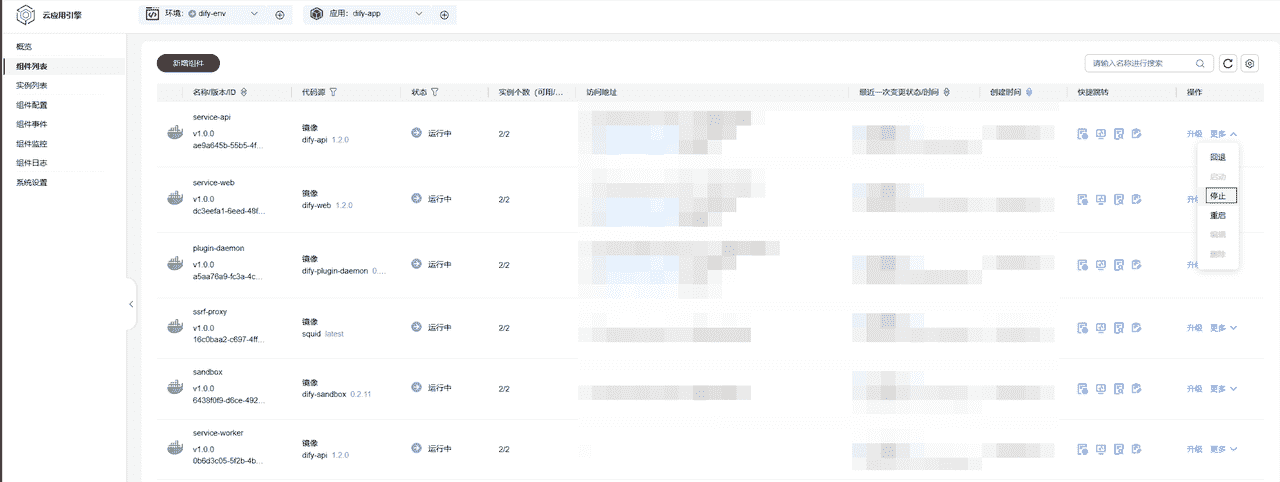 云应用引擎
环境: dify-env
应用: dify-app
概览
组件列表
实例列表
组件配置
组件事件
组件监控
组件日志
系统设置
新增组件
请输入名称进行搜索
名称/版本/ID 代码源 状态 实例个数（可用/... 访问地址 最近一次变更状态/时间 创建时间 快捷跳转 操作
service-api
v1.0.0
ae9a645b-55b5-4f...
镜像
dify-api 1.2.0
运行中
2/2
升级 更多
回退
启动
停止
重启
编辑
删除
service-web
v1.0.0
dc3eefa1-6eed-48f...
镜像
dify-web 1.2.0
运行中
2/2
plugin-daemon
v1.0.0
a5aa76a9-fc3a-4c...
镜像
dify-plugin-daemon 0....
运行中
2/2
ssrf-proxy
v1.0.0
16c0baa2-c697-4ff...
镜像
squid latest
运行中
2/2
升级 更多
sandbox
v1.0.0
6438f0f9-d6ce-492...
镜像
dify-sandbox 0.2.11
运行中
2/2
升级 更多
service-worker
v1.0.0
0b6d3c05-5f2b-4b...
镜像
dify-api 1.2.0
运行中
2/2
升级 更多